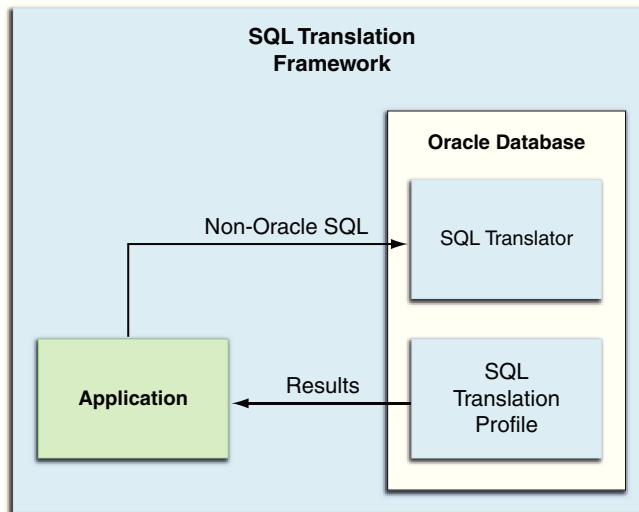 SQL Translation
Framework
Oracle Database
Non-Oracle SQL
SQL Translator
Application
Results
SQL
Translation
Profile